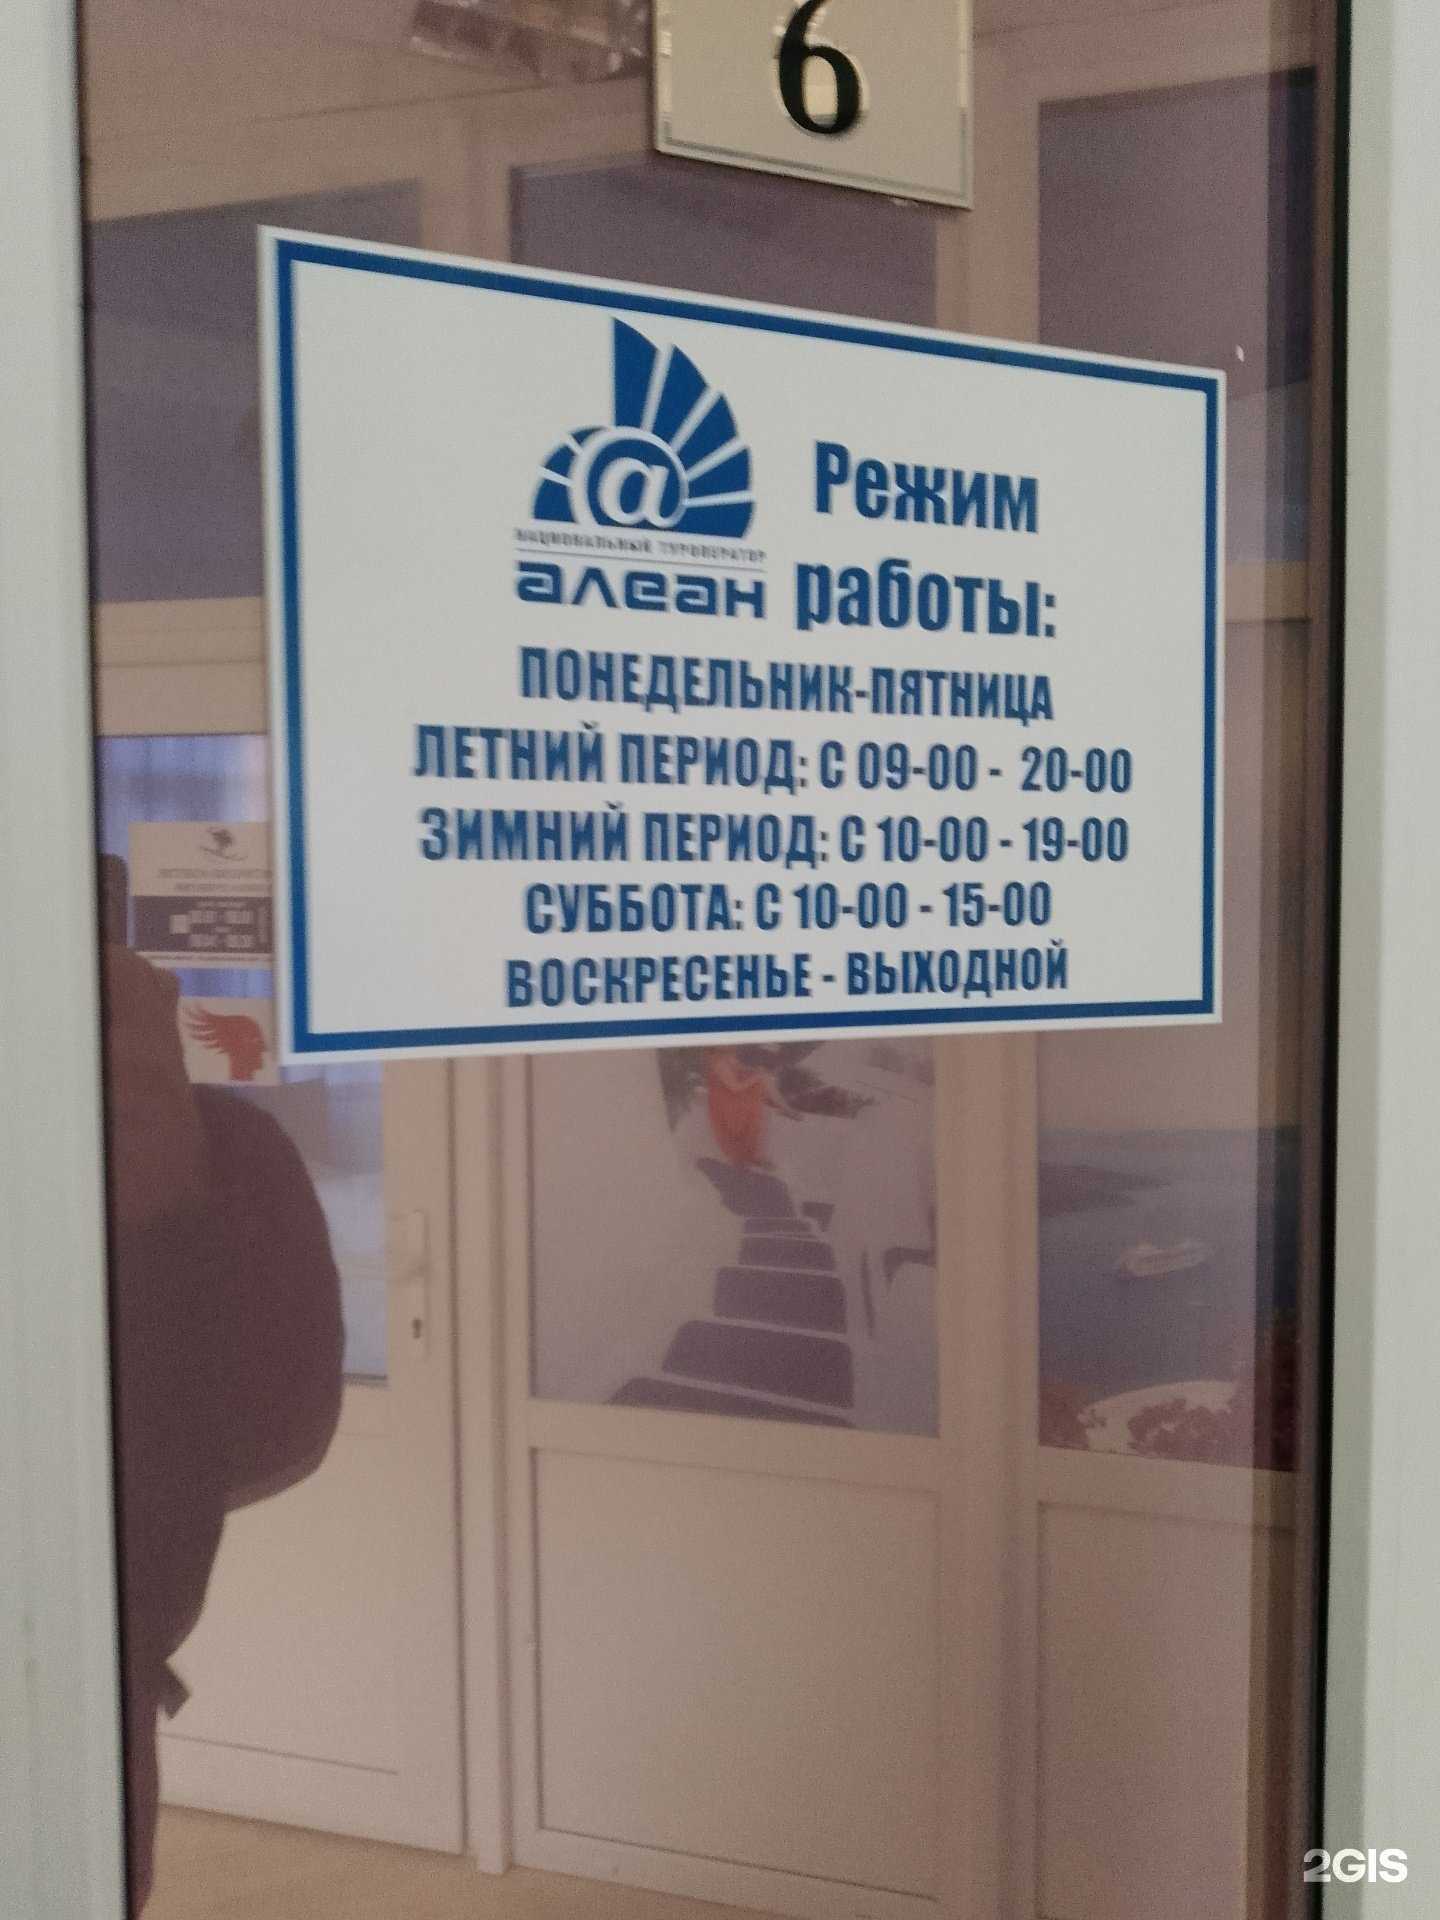 6
@
НАЦИОНАЛЬНЫЙ ТУРОПЕРАТОР
алеан
Режим
работы:
ПОНЕДЕЛЬНИК-ПЯТНИЦА
ЛЕТНИЙ ПЕРИОД: С 09-00 - 20-00
ЗИМНИЙ ПЕРИОД: С 10-00 - 19-00
СУББОТА: С 10-00 - 15-00
ВОСКРЕСЕНЬЕ - ВЫХОДНОЙ
2GIS